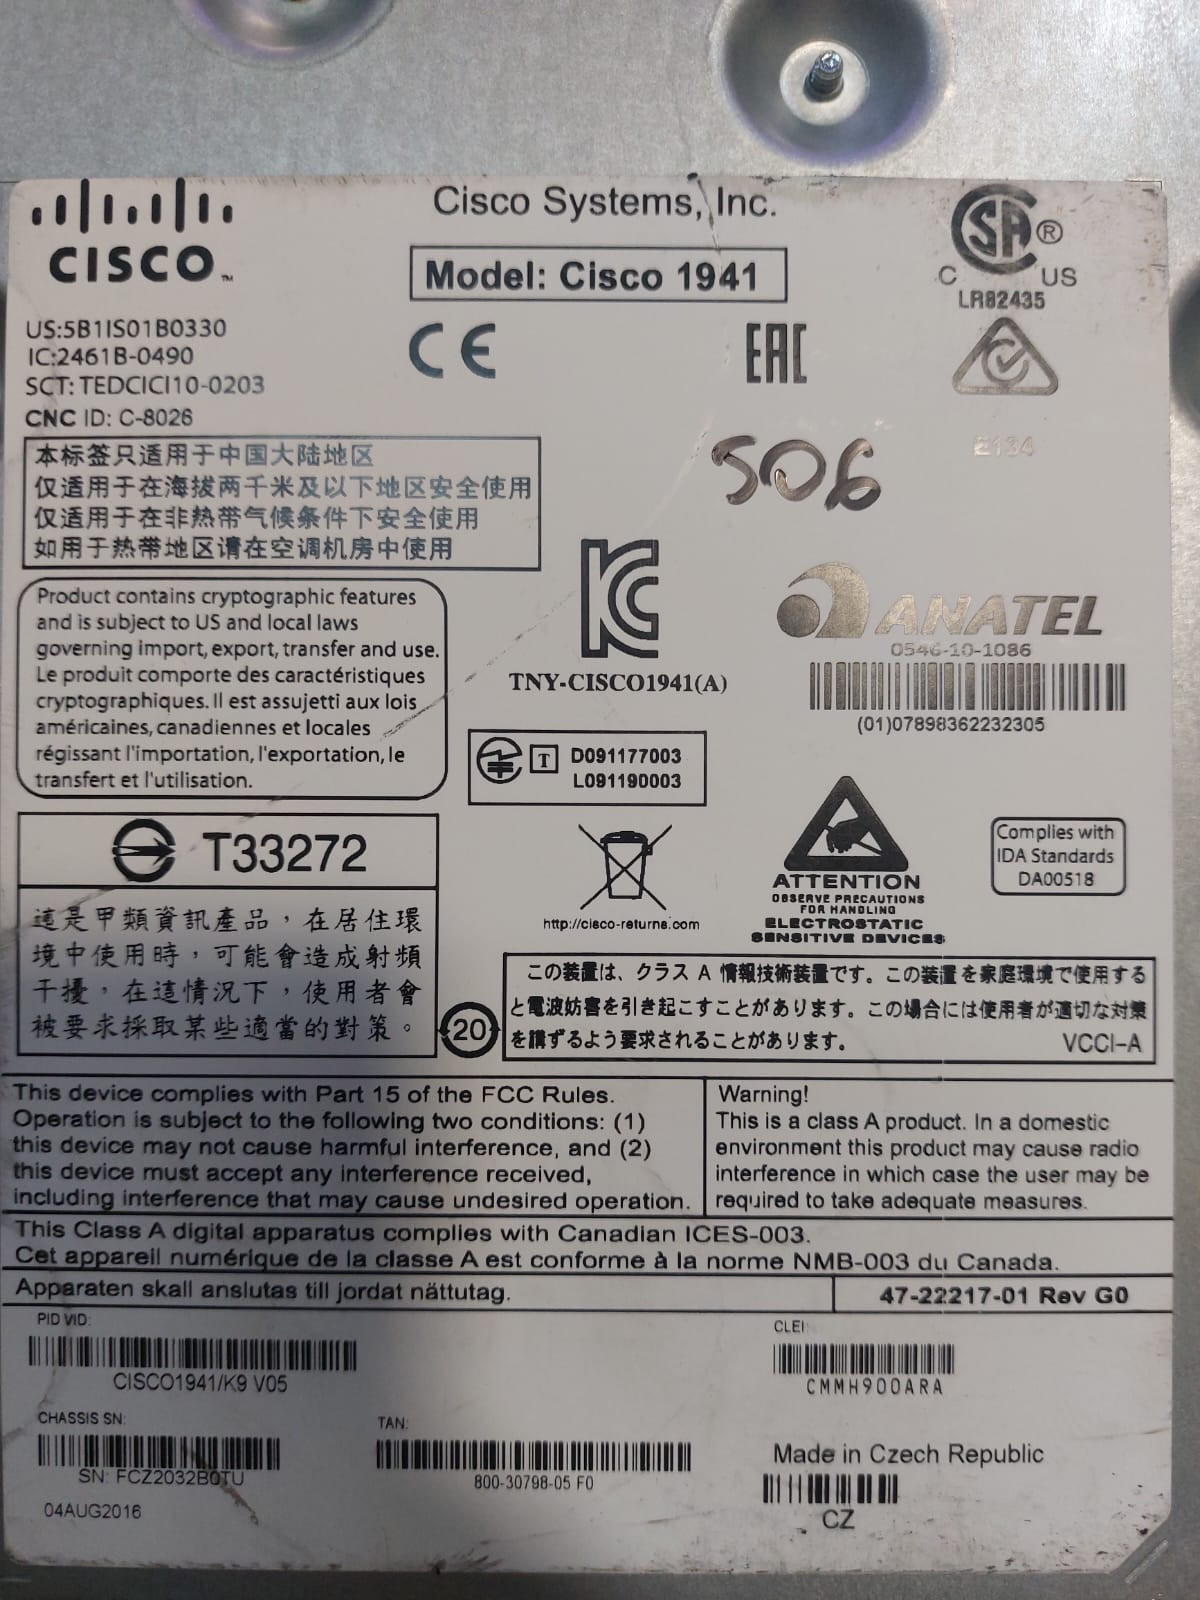 CISCO™
Cisco Systems, Inc.
Model: Cisco 1941
CSA®
C US
LR82435
US:5B1IS01B0330
IC:2461B-0490
SCT: TEDCICI10-0203
CNC ID: C-8026
CE
EAC
E134
506
本标签只适用于中国大陆地区
仅适用于在海拔两千米及以下地区安全使用
仅适用于在非热带气候条件下安全使用
如用于热带地区请在空调机房中使用
Product contains cryptographic features
and is subject to US and local laws
governing import, export, transfer and use.
Le produit comporte des caractéristiques
cryptographiques. Il est assujetti aux lois
américaines, canadiennes et locales
régissant l'importation, l'exportation, le
transfert et l'utilisation.
KC
TNY-CISCO1941(A)
ANATEL
0546-10-1086
(01)07898362232305
T D091177003
L091190003
T33272
這是甲類資訊產品，在居住環
境中使用時，可能會造成射頻
干擾，在這情況下，使用者會
被要求採取某些適當的對策。
http://cisco-returns.com
ATTENTION
OBSERVE PRECAUTIONS
FOR HANDLING
ELECTROSTATIC
SENSITIVE DEVICES
Complies with
IDA Standards
DA00518
20
この装置は、クラス A 情報技術装置です。この装置を家庭環境で使用する
と電波妨害を引き起こすことがあります。この場合には使用者が適切な対策
を講ずるよう要求されることがあります。 VCCI-A
This device complies with Part 15 of the FCC Rules.
Operation is subject to the following two conditions: (1)
this device may not cause harmful interference, and (2)
this device must accept any interference received,
including interference that may cause undesired operation.
Warning!
This is a class A product. In a domestic
environment this product may cause radio
interference in which case the user may be
required to take adequate measures.
This Class A digital apparatus complies with Canadian ICES-003.
Cet appareil numérique de la classe A est conforme à la norme NMB-003 du Canada.
Apparaten skall anslutas till jordat nättutag.
47-22217-01 Rev G0
PID VID:
CISCO1941/K9 V05
CLEI:
CMMH900ARA
CHASSIS SN:
SN: FCZ2032B0TU
04AUG2016
TAN:
800-30798-05 F0
Made in Czech Republic
CZ